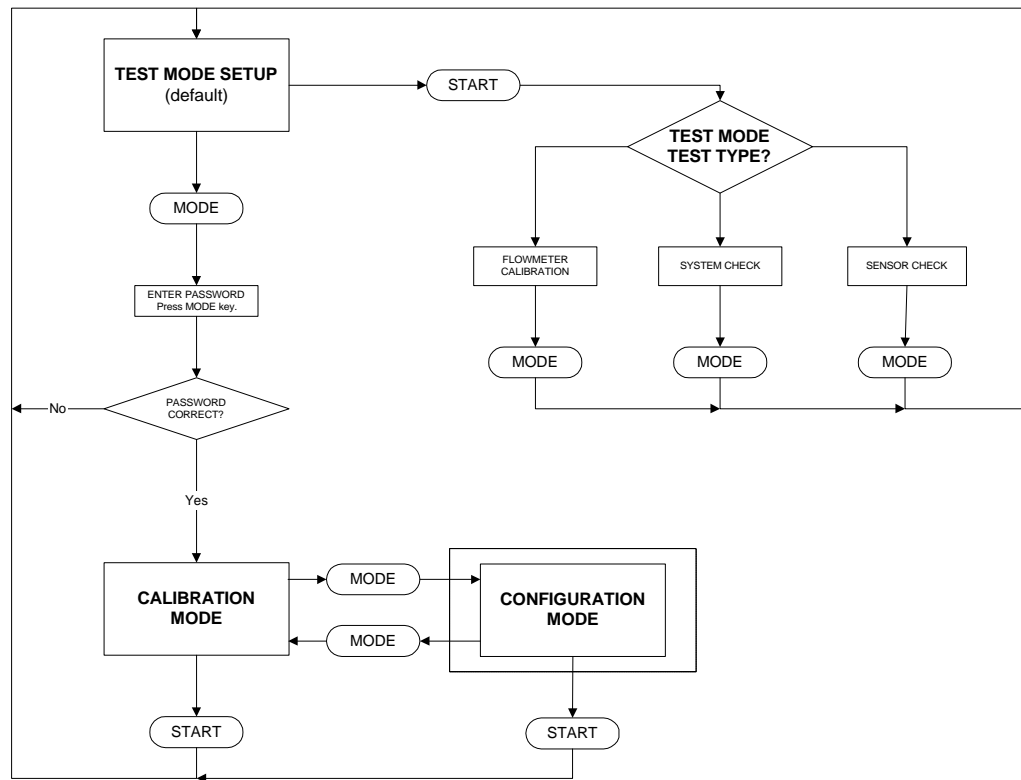 TEST MODE SETUP
(default)
START
TEST MODE
TEST TYPE?
MODE
FLOWMETER
CALIBRATION
SYSTEM CHECK
SENSOR CHECK
ENTER PASSWORD
Press MODE key.
MODE
MODE
MODE
PASSWORD
CORRECT?
No
Yes
CALIBRATION
MODE
MODE
MODE
CONFIGURATION
MODE
START
START